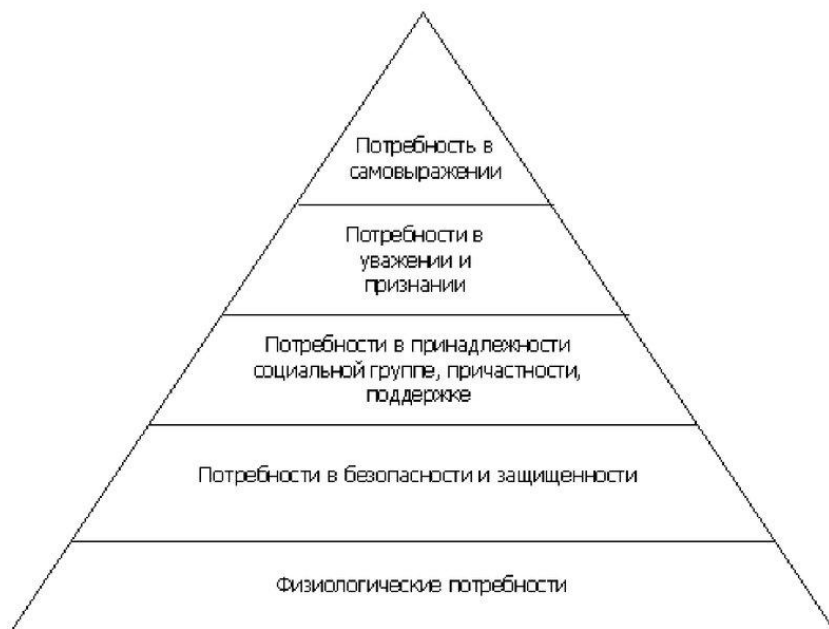 Потребность в
самовыражении
Потребности в
уважении и
признании
Потребности в принадлежности
социальной группе, причастности,
поддержке
Потребности в безопасности и защищенности
Физиологические потребности